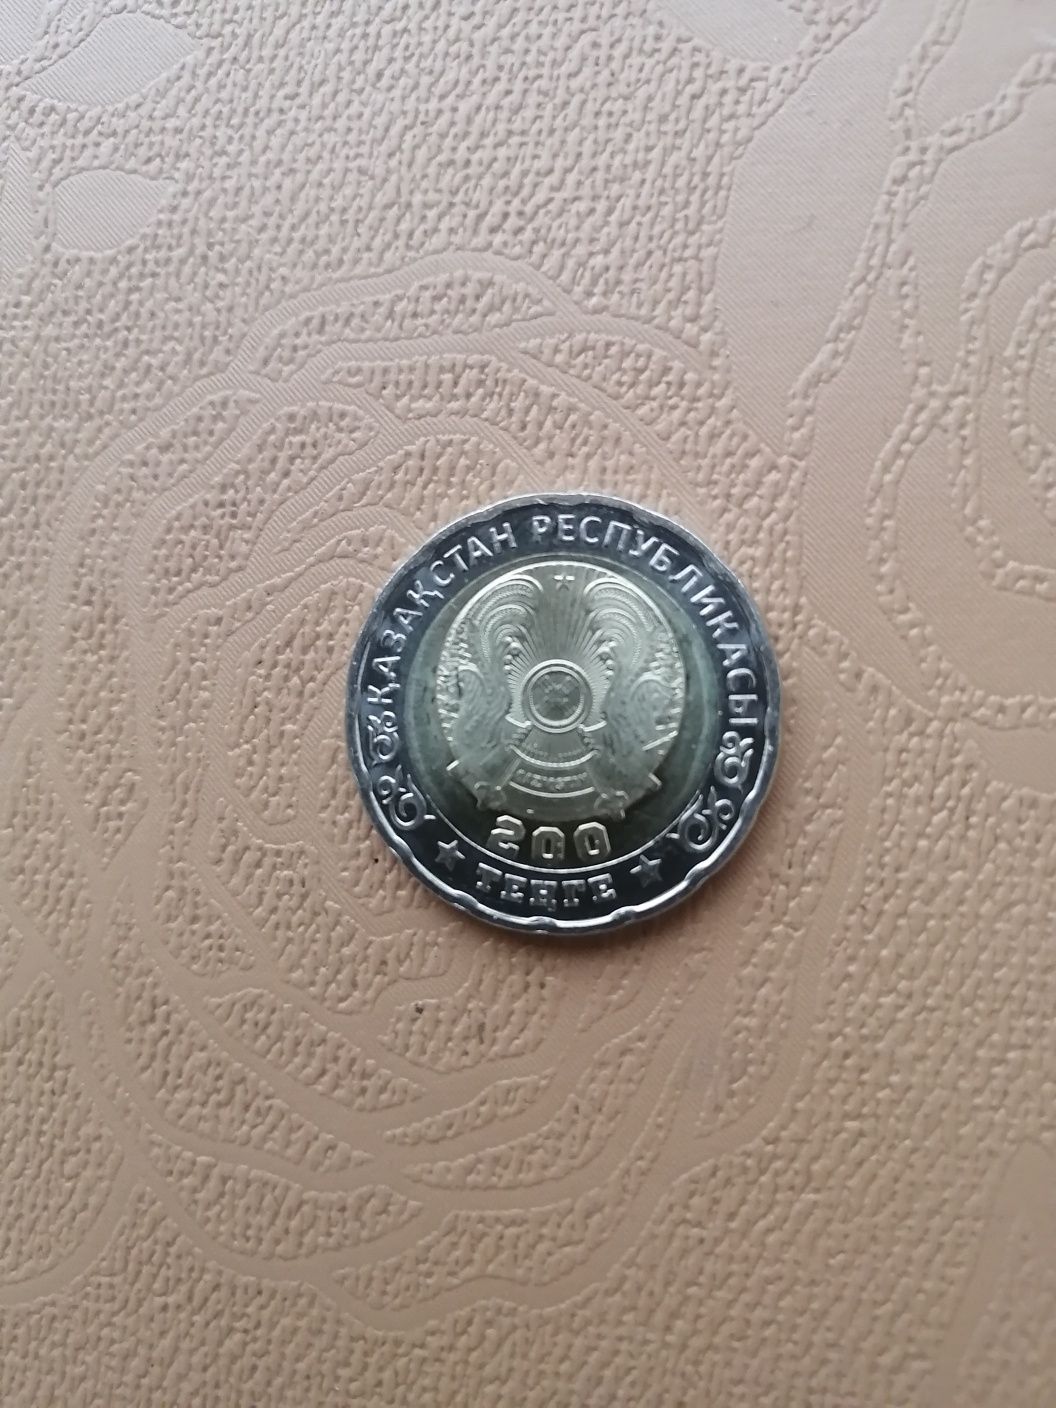 ҚАЗАҚСТАН РЕСПУБЛИКАСЫ
200
ТЕҢГЕ